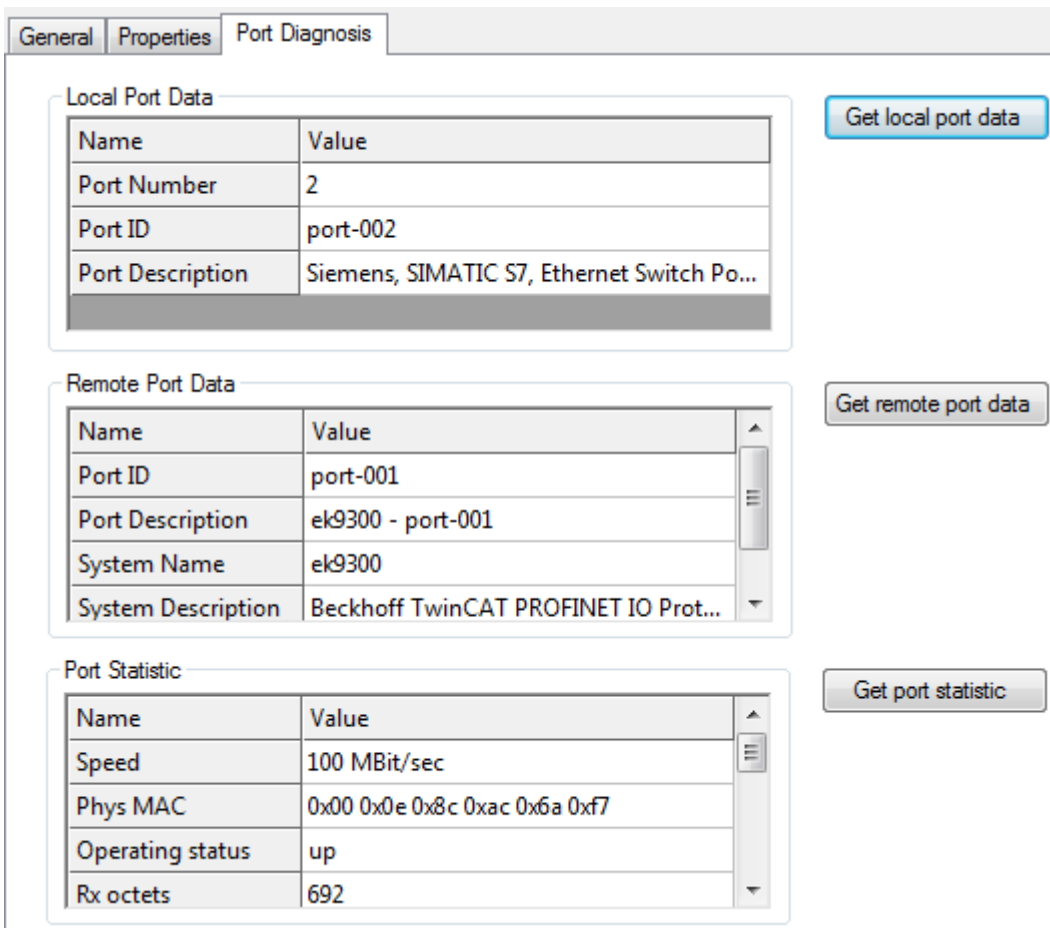 General Properties Port Diagnosis
Local Port Data
Get local port data
Name Value
Port Number 2
Port ID port-002
Port Description Siemens, SIMATIC S7, Ethernet Switch Po...
Remote Port Data
Get remote port data
Name Value
Port ID port-001
Port Description ek9300 - port-001
System Name ek9300
System Description Beckhoff TwinCAT PROFINET IO Prot...
Port Statistic
Get port statistic
Name Value
Speed 100 MBit/sec
Phys MAC 0x00 0x0e 0x8c 0xac 0x6a 0xf7
Operating status up
Rx octets 692